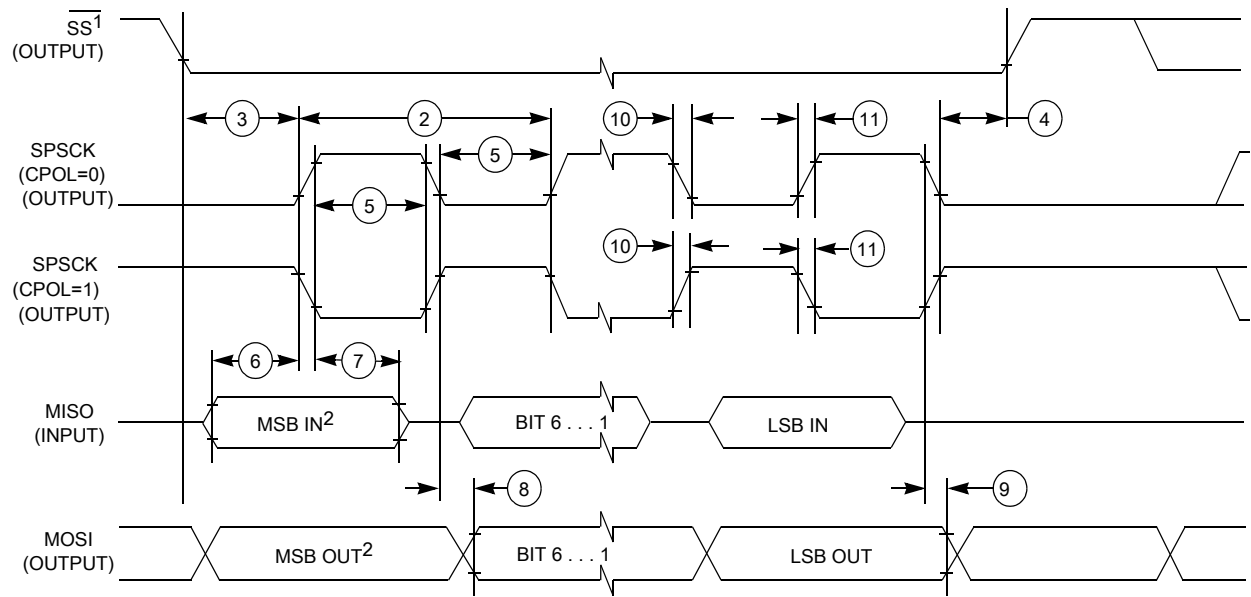 SS1
(OUTPUT)
3
2
10
11
4
SPSCK
(CPOL=0)
(OUTPUT)
5
5
SPSCK
(CPOL=1)
(OUTPUT)
10
11
6
7
MISO
(INPUT)
MSB IN2
BIT 6 . . . 1
LSB IN
8
9
MOSI
(OUTPUT)
MSB OUT2
BIT 6 . . . 1
LSB OUT